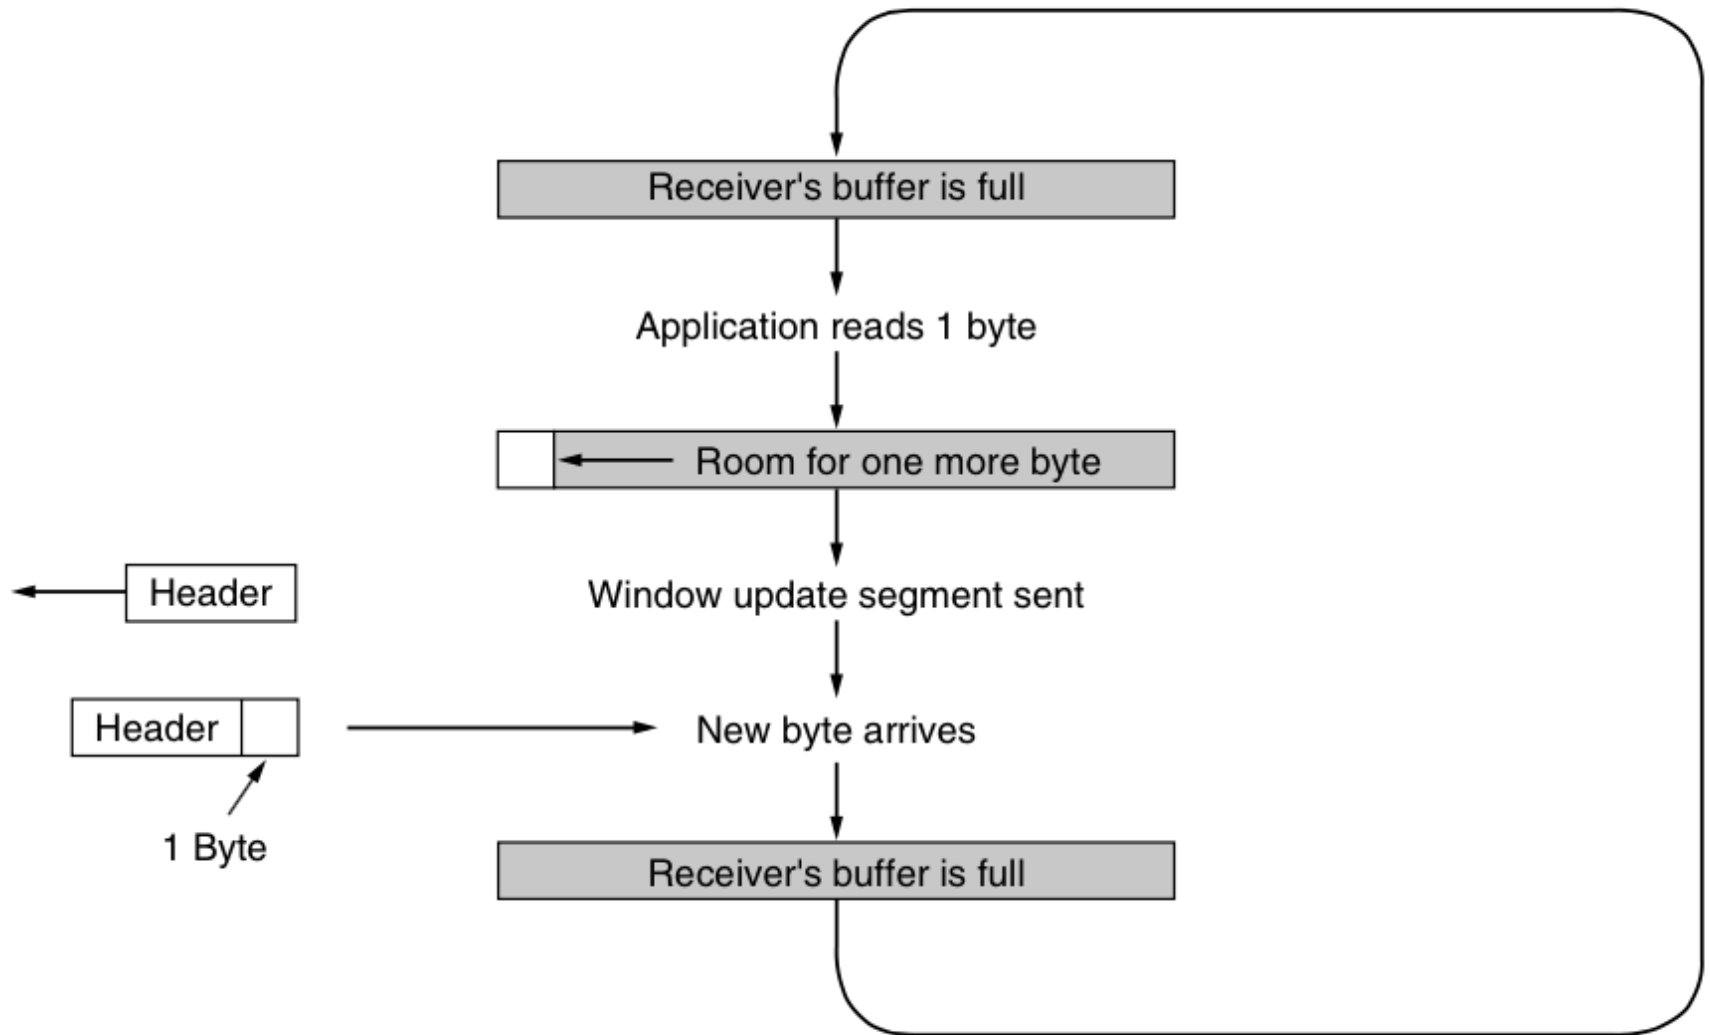 Receiver's buffer is full
Application reads 1 byte
Room for one more byte
Header
Window update segment sent
Header
New byte arrives
1 Byte
Receiver's buffer is full